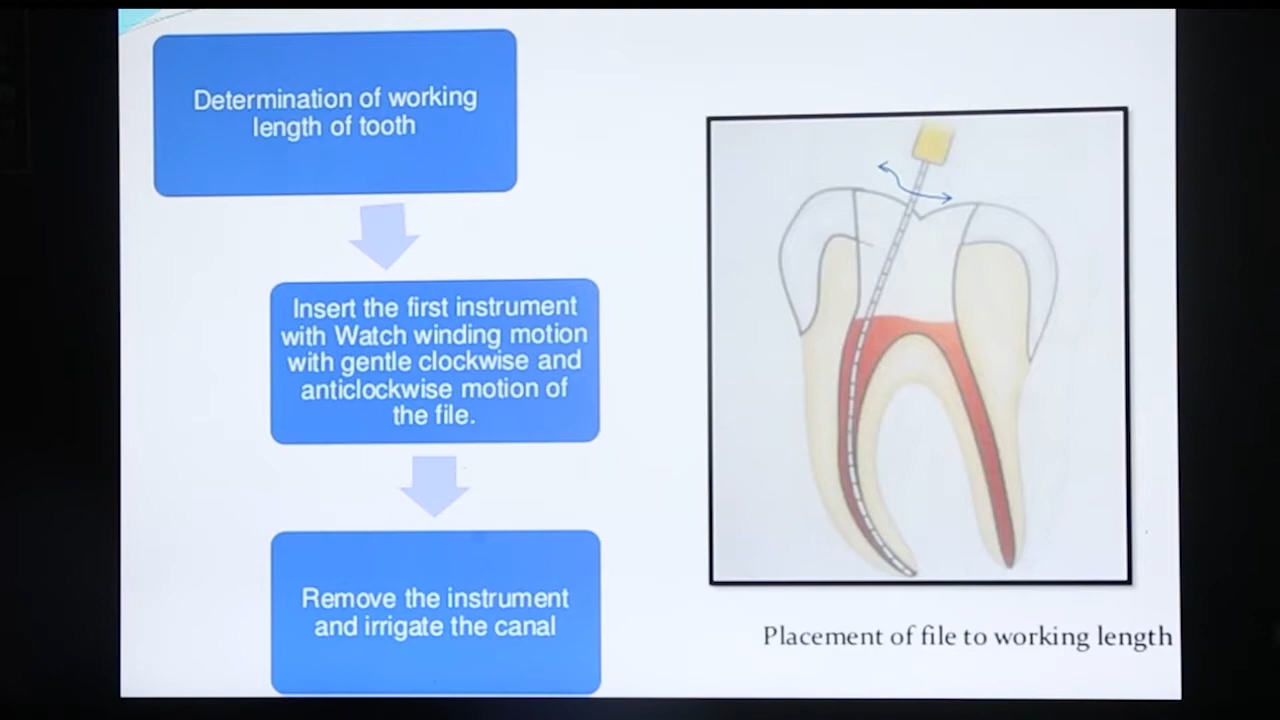 Determination of working
length of tooth
Insert the first instrument
with Watch winding motion
with gentle clockwise and
anticlockwise motion of
the file.
Remove the instrument
and irrigate the canal
Placement of file to working length